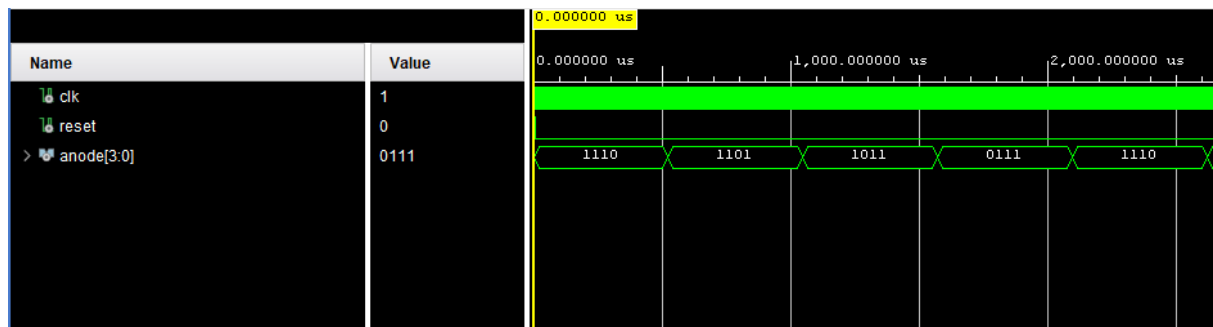 0.000000 us
Name Value 0.000000 us 1,000.000000 us 2,000.000000 us
clk 1
reset 0
anode[3:0] 0111 1110 1101 1011 0111 1110